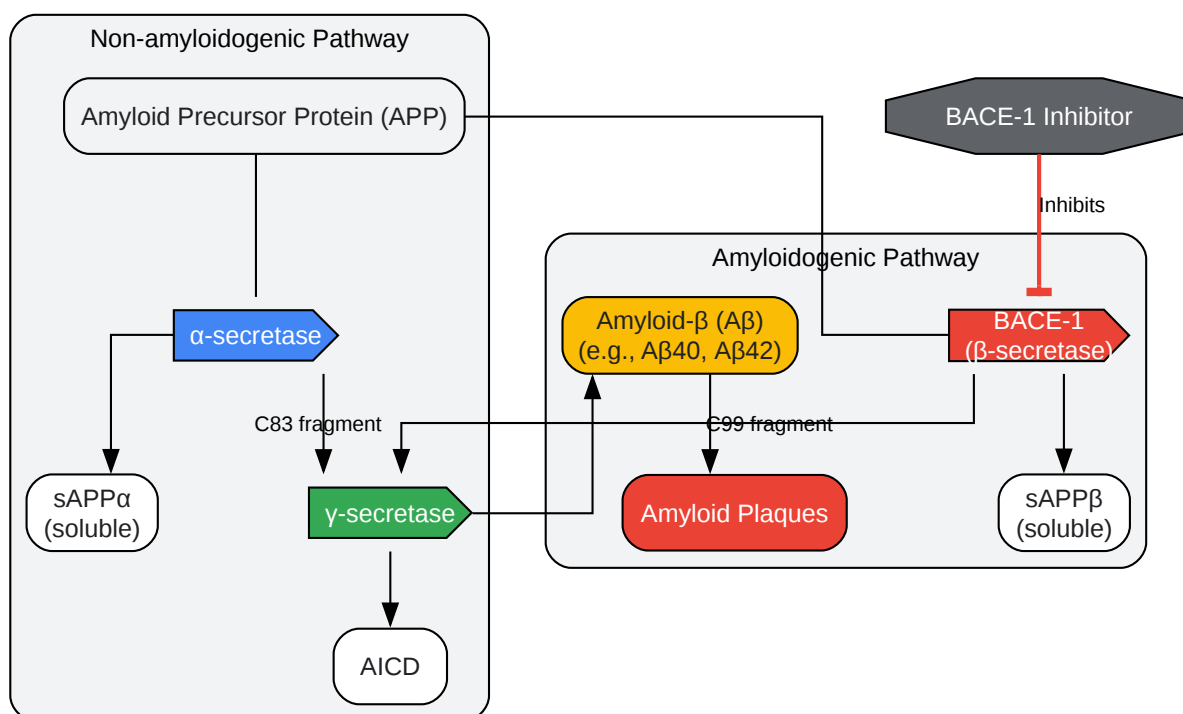 Non-amyloidogenic Pathway
Amyloid Precursor Protein (APP)
BACE-1 Inhibitor
Inhibits
Amyloidogenic Pathway
α-secretase
Amyloid-β (Aβ)
(e.g., Aβ40, Aβ42)
BACE-1
(β-secretase)
C83 fragment
C99 fragment
sAPPα
(soluble)
γ-secretase
Amyloid Plaques
sAPPβ
(soluble)
AICD